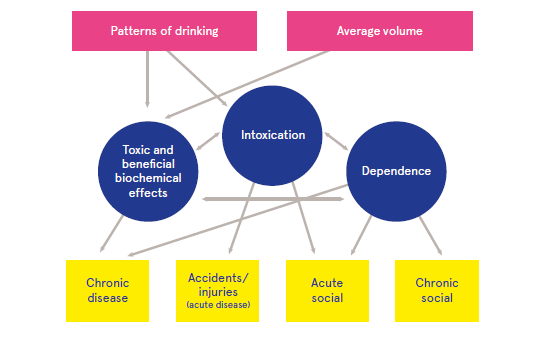 Patterns of drinking
Average volume
Toxic and
beneficial
biochemical
effects
Intoxication
Dependence
Chronic
disease
Accidents/
injuries
(acute disease)
Acute
social
Chronic
social